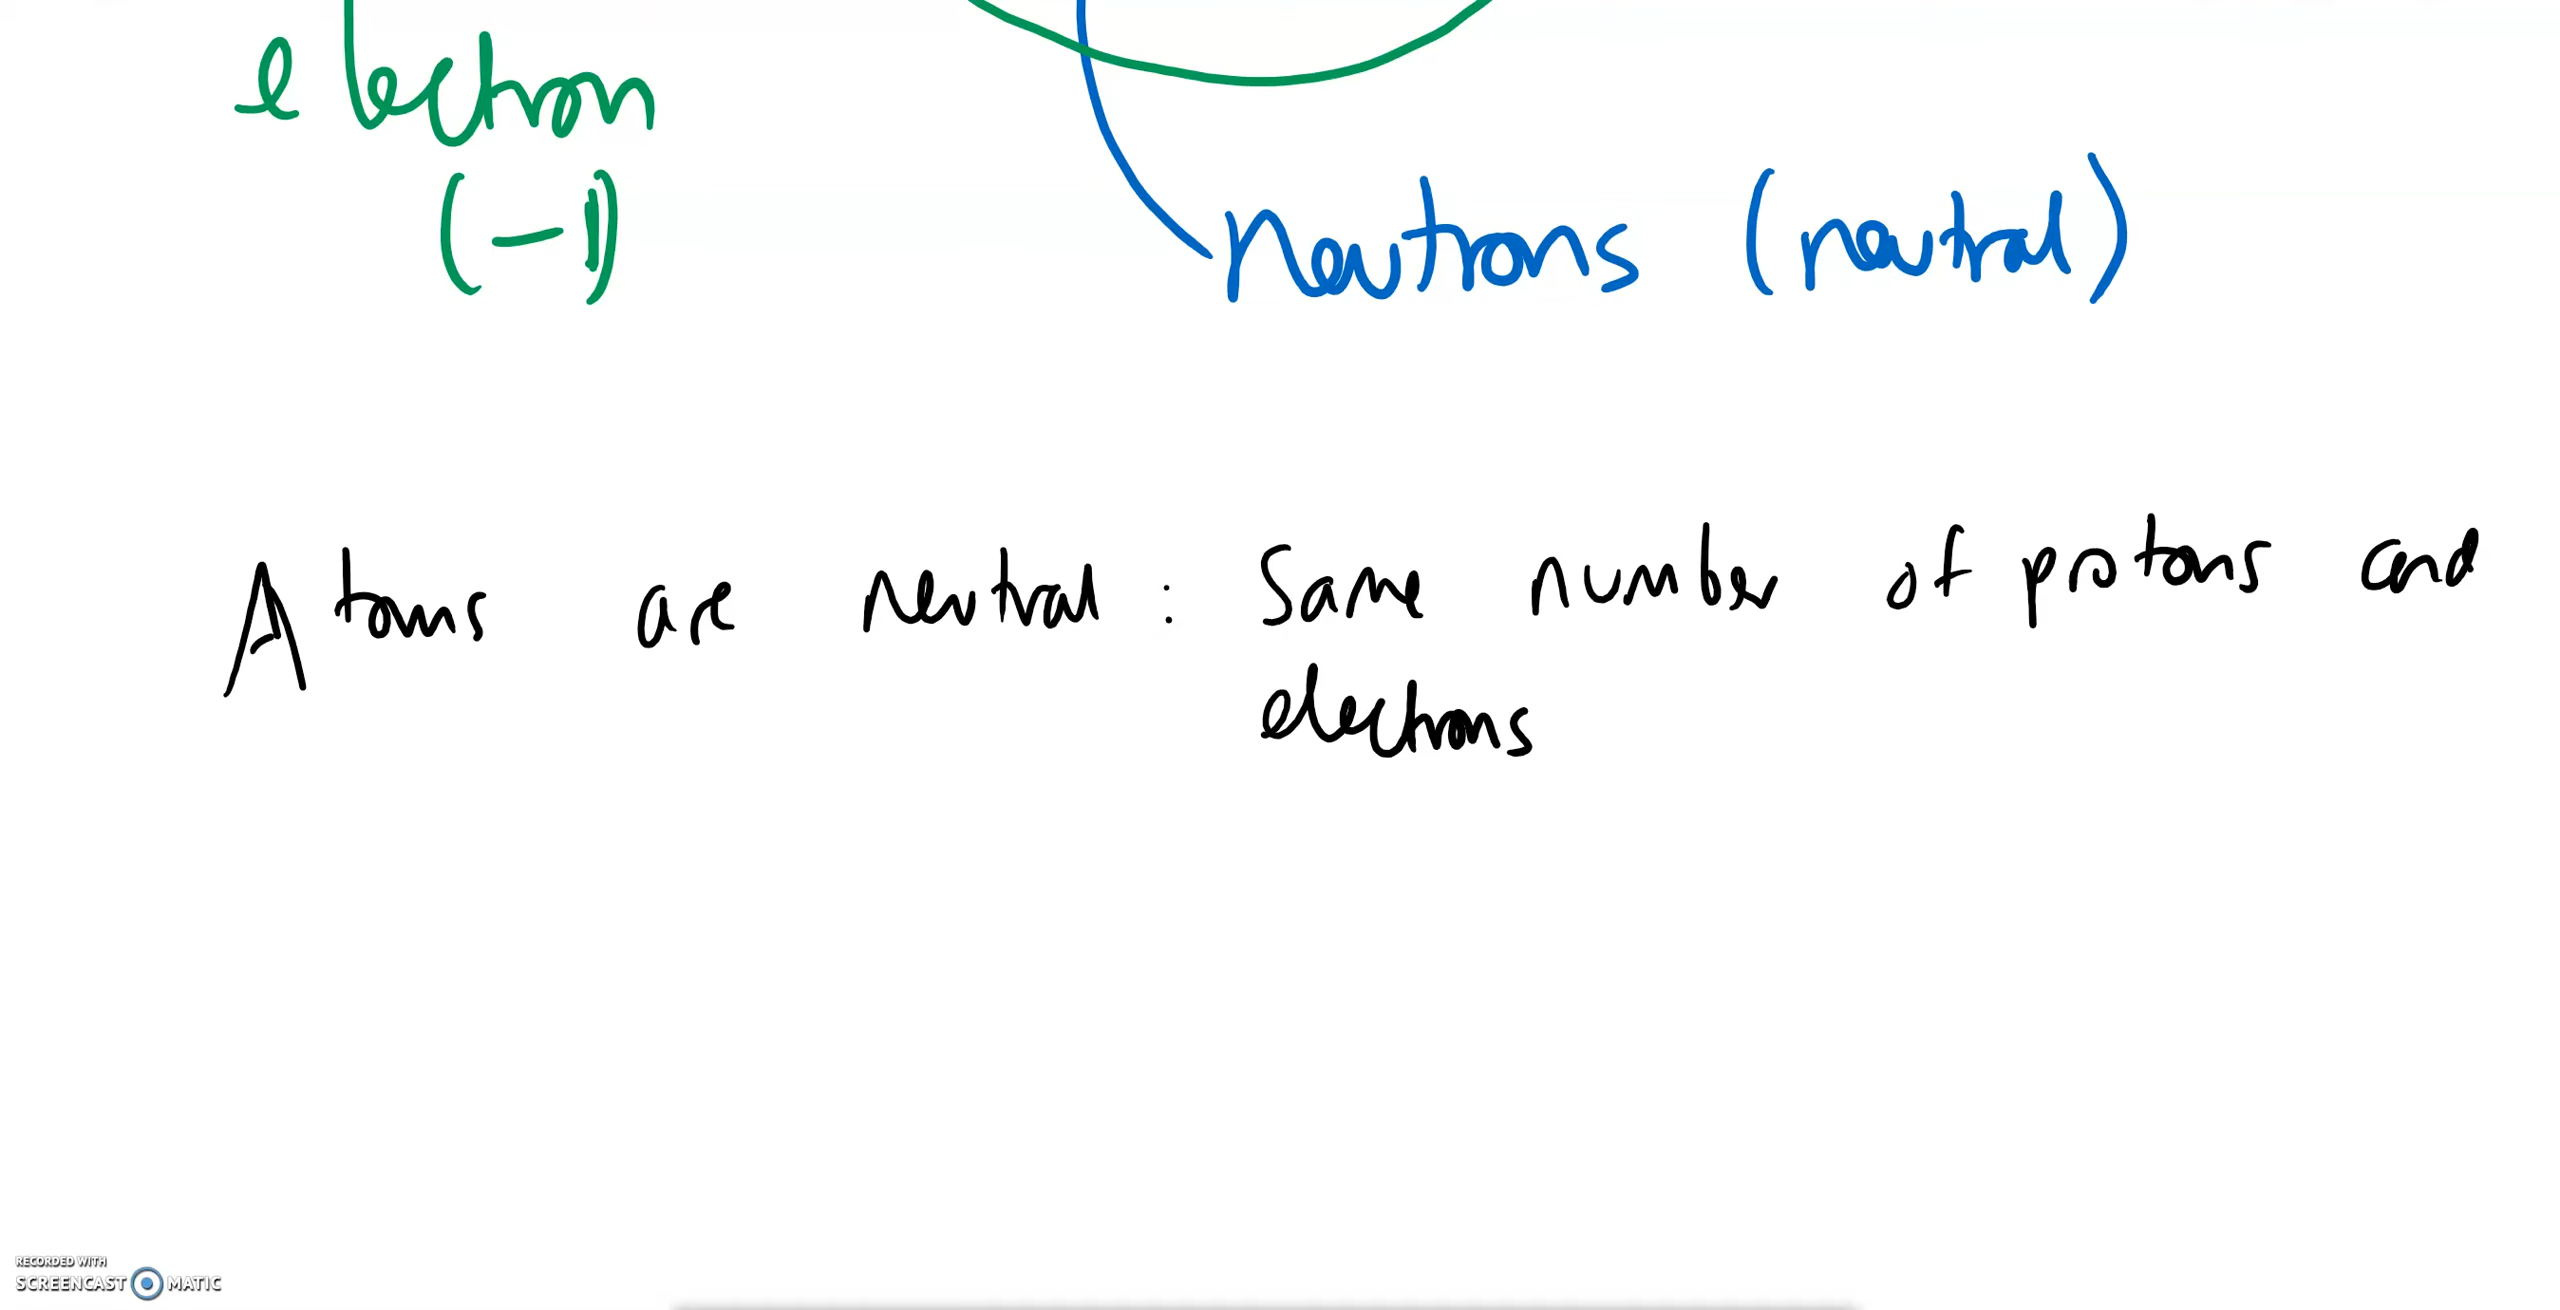 electron
(-1)
neutrons (neutral)
Atoms are neutral : Same number of protons and
electrons
RECORDED WITH
SCREENCAST MATIC